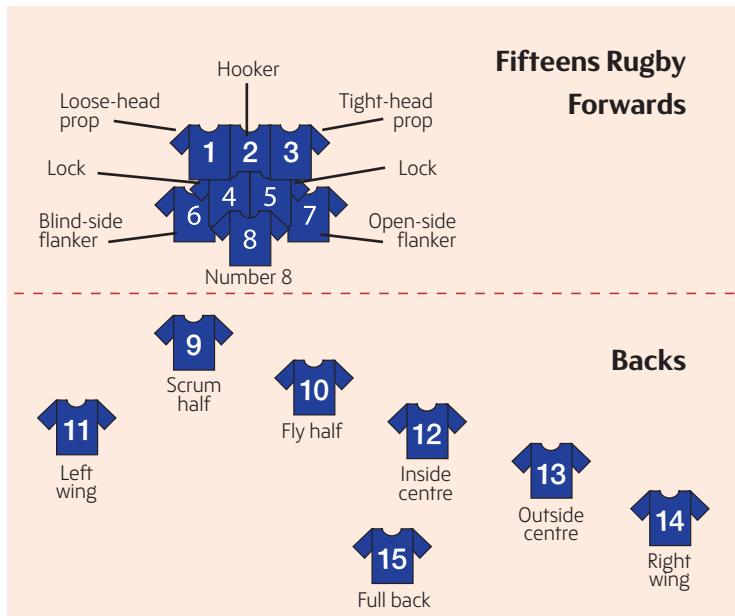 Fifteens Rugby
Forwards
Hooker
Loose-head
prop
Tight-head
prop
1
2
3
Lock
Lock
4
5
6
7
Blind-side
flanker
Open-side
flanker
8
Number 8
Backs
9
Scrum
half
10
Fly half
11
Left
wing
12
Inside
centre
13
Outside
centre
14
Right
wing
15
Full back